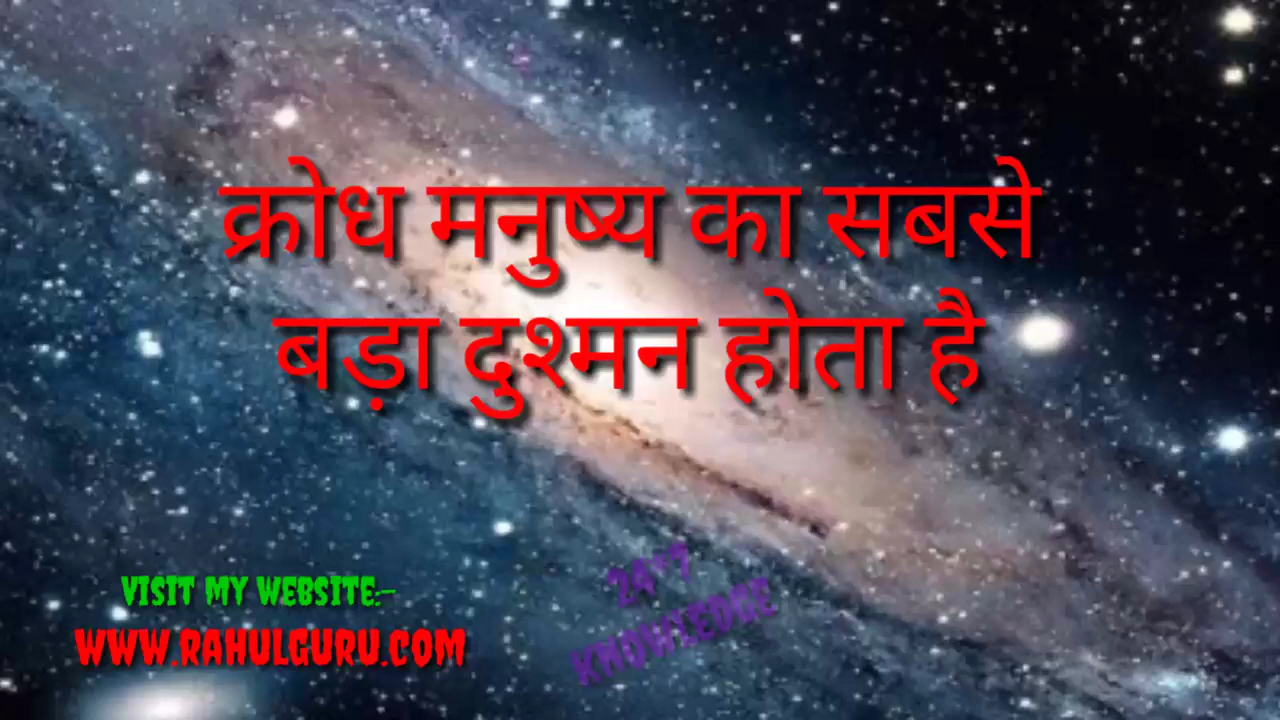 क्रोध मनुष्य का सबसे
बड़ा दुश्मन होता है
VISIT MY WEBSITE:-
WWW.RAHULGURU.COM
24*7
KNOWLEDGE